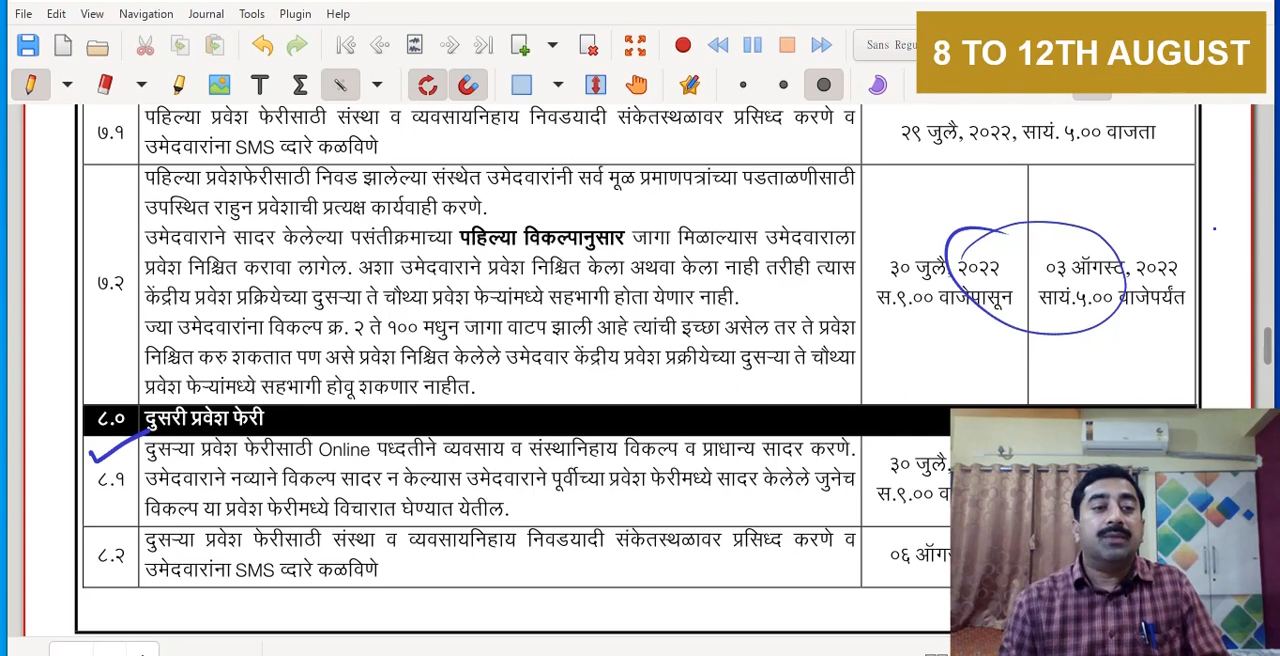 File Edit View Navigation Journal Tools Plugin Help
8 TO 12TH AUGUST
Sans Regu
७.१
पहिल्या प्रवेश फेरीसाठी संस्था व व्यवसायनिहाय निवडयादी संकेतस्थळावर प्रसिध्द करणे व
उमेदवारांना SMS व्दारे कळविणे
२९ जुलै, २०२२, सायं. ५.०० वाजता
७.२
पहिल्या प्रवेशफेरीसाठी निवड झालेल्या संस्थेत उमेदवारांनी सर्व मूळ प्रमाणपत्रांच्या पडताळणीसाठी
उपस्थित राहुन प्रवेशाची प्रत्यक्ष कार्यवाही करणे.
उमेदवाराने सादर केलेल्या पसंतीक्रमाच्या पहिल्या विकल्पानुसार जागा मिळाल्यास उमेदवाराला
प्रवेश निश्चित करावा लागेल. अशा उमेदवाराने प्रवेश निश्चित केला अथवा केला नाही तरीही त्यास
केंद्रीय प्रवेश प्रक्रियेच्या दुसऱ्या ते चौथ्या प्रवेश फेऱ्यांमध्ये सहभागी होता येणार नाही.
ज्या उमेदवारांना विकल्प क्र. २ ते १०० मधुन जागा वाटप झाली आहे त्यांची इच्छा असेल तर ते प्रवेश
निश्चित करु शकतात पण असे प्रवेश निश्चित केलेले उमेदवार केंद्रीय प्रवेश प्रक्रीयेच्या दुसऱ्या ते चौथ्या
प्रवेश फेऱ्यांमध्ये सहभागी होवू शकणार नाहीत.
३० जुलै, २०२२
स.९.०० वाजेपासून
०३ ऑगस्ट, २०२२
सायं.५.०० वाजेपर्यंत
८.० दुसरी प्रवेश फेरी
८.१
दुसऱ्या प्रवेश फेरीसाठी Online पध्दतीने व्यवसाय व संस्थानिहाय विकल्प व प्राधान्य सादर करणे.
उमेदवाराने नव्याने विकल्प सादर न केल्यास उमेदवाराने पूर्वीच्या प्रवेश फेरीमध्ये सादर केलेले जुनेच
विकल्प या प्रवेश फेरीमध्ये विचारात घेण्यात येतील.
३० जुलै,
स.९.००
८.२
दुसऱ्या प्रवेश फेरीसाठी संस्था व व्यवसायनिहाय निवडयादी संकेतस्थळावर प्रसिध्द करणे व
उमेदवारांना SMS व्दारे कळविणे
०६